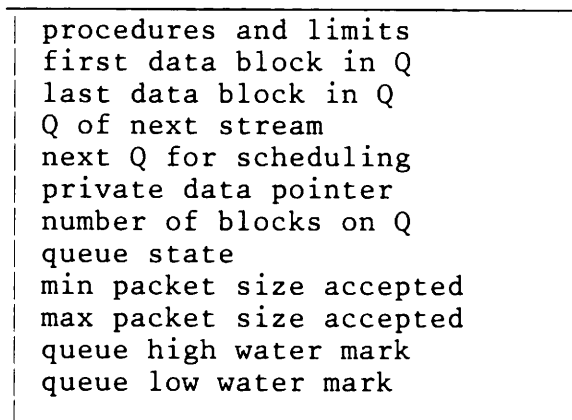 procedures and limits
first data block in Q
last data block in Q
Q of next stream
next Q for scheduling
private data pointer
number of blocks on Q
queue state
min packet size accepted
max packet size accepted
queue high water mark
queue low water mark